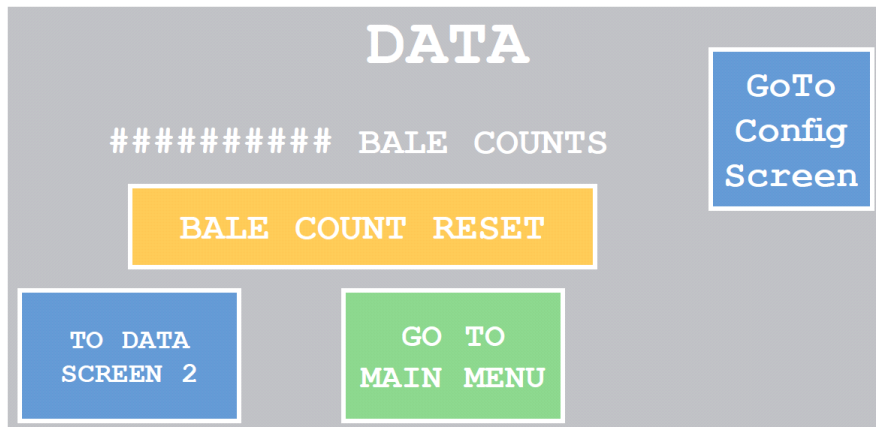 DATA
########## BALE COUNTS
GoTo
Config
Screen
BALE COUNT RESET
TO DATA
SCREEN 2
GO TO
MAIN MENU